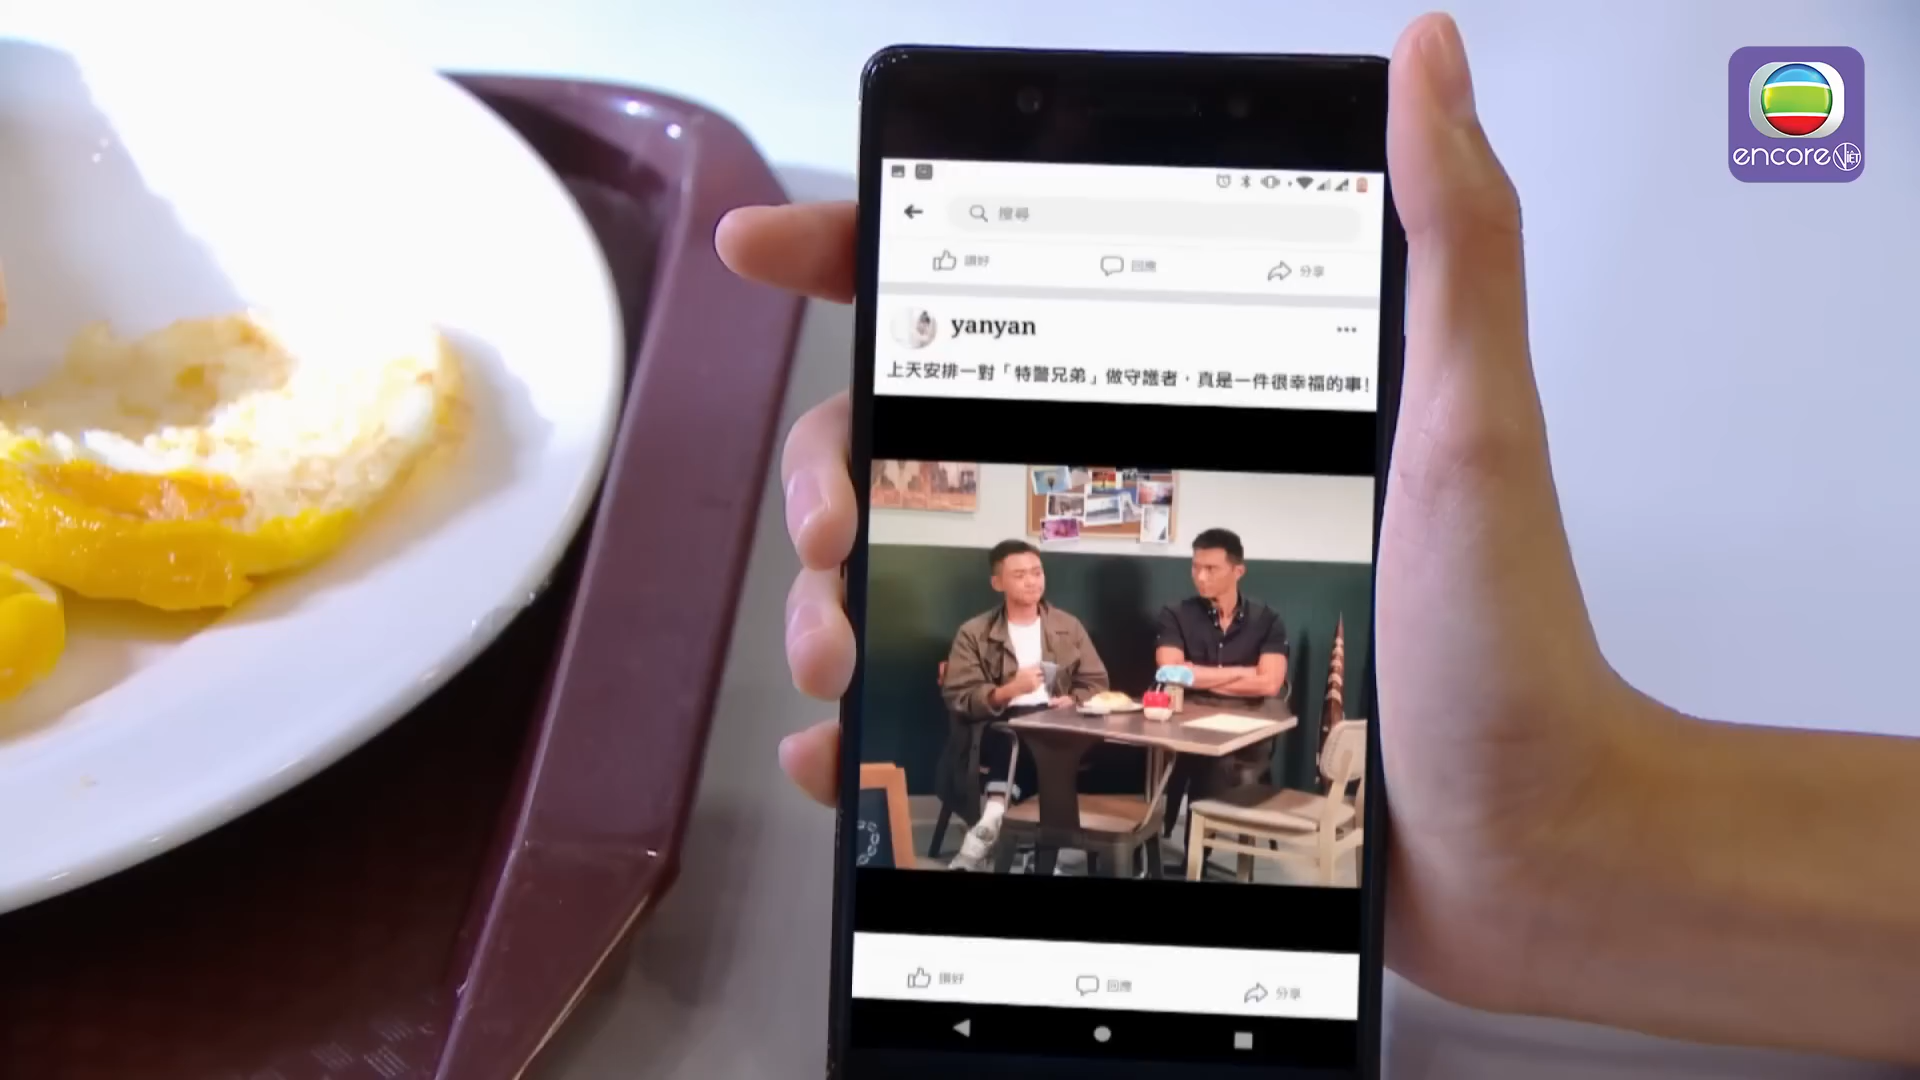 encore VIỆT
搜尋
讚好
回應
分享
yanyan
上天安排一對「特警兄弟」做守護者,真是一件很幸福的事!
讚好
回應
分享